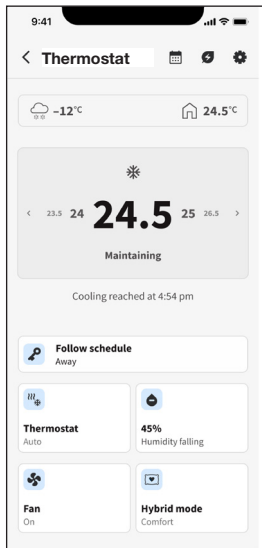 9:41
Thermostat
–12°C 24.5°C
23.5 24 24.5 25 26.5
Maintaining
Cooling reached at 4:54 pm
Follow schedule
Away
Thermostat
Auto
45%
Humidity falling
Fan
On
Hybrid mode
Comfort